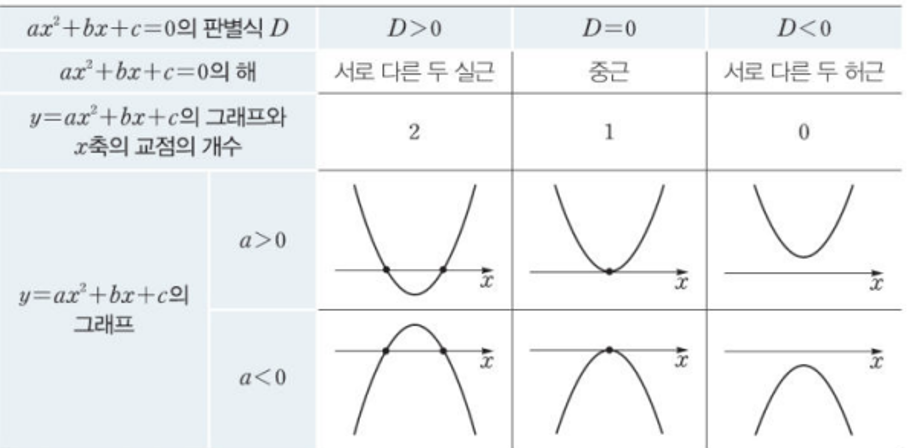 ax²+bx+c=0의 판별식 D D>0 D=0 D<0
ax²+bx+c=0의 해 서로 다른 두 실근 중근 서로 다른 두 허근
y=ax²+bx+c의 그래프와
x축의 교점의 개수 2 1 0
y=ax²+bx+c의
그래프
a>0
x x x
a<0
x x x